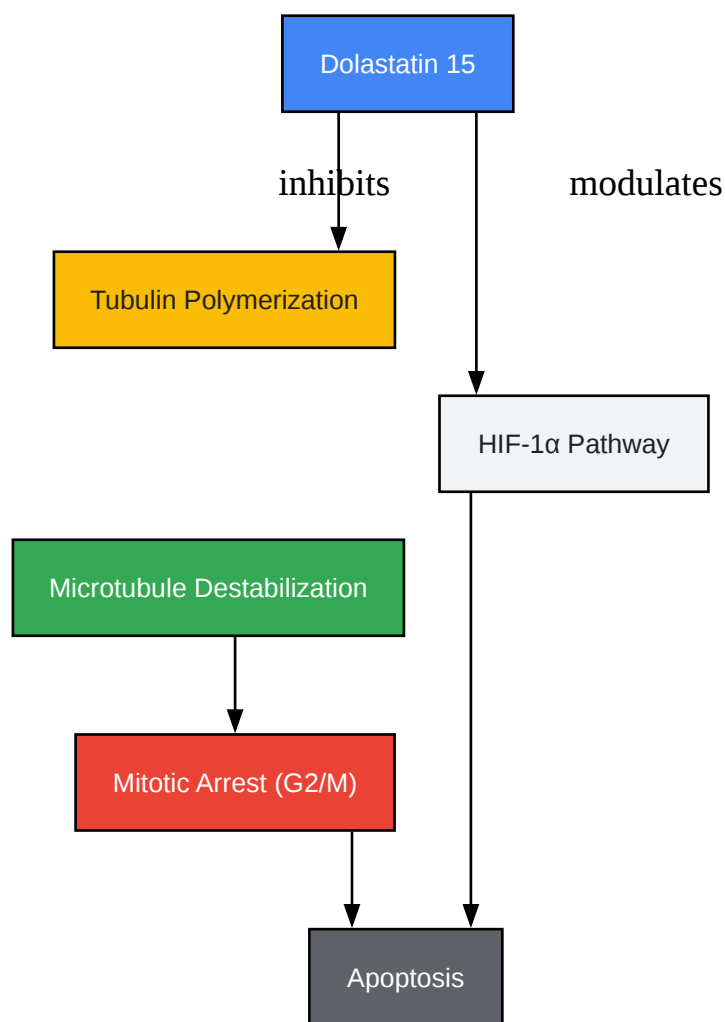 Dolastatin 15
inhibits
modulates
Tubulin Polymerization
HIF-1α Pathway
Microtubule Destabilization
Mitotic Arrest (G2/M)
Apoptosis